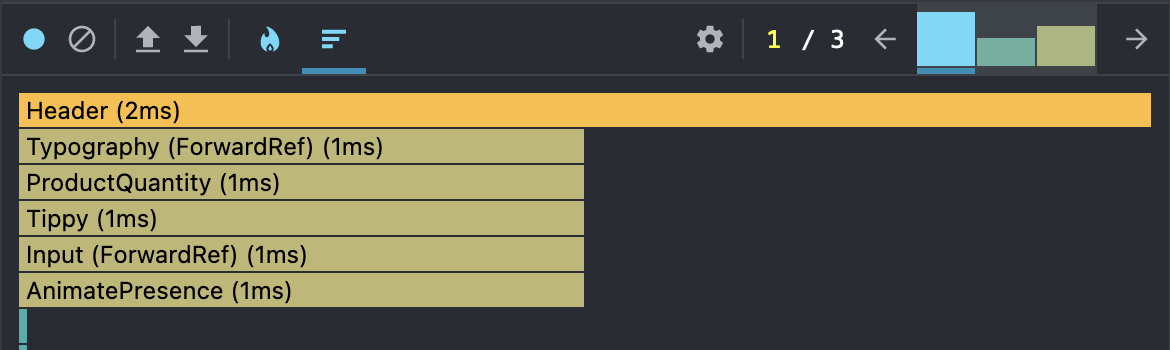 1 / 3
Header (2ms)
Typography (ForwardRef) (1ms)
ProductQuantity (1ms)
Tippy (1ms)
Input (ForwardRef) (1ms)
AnimatePresence (1ms)